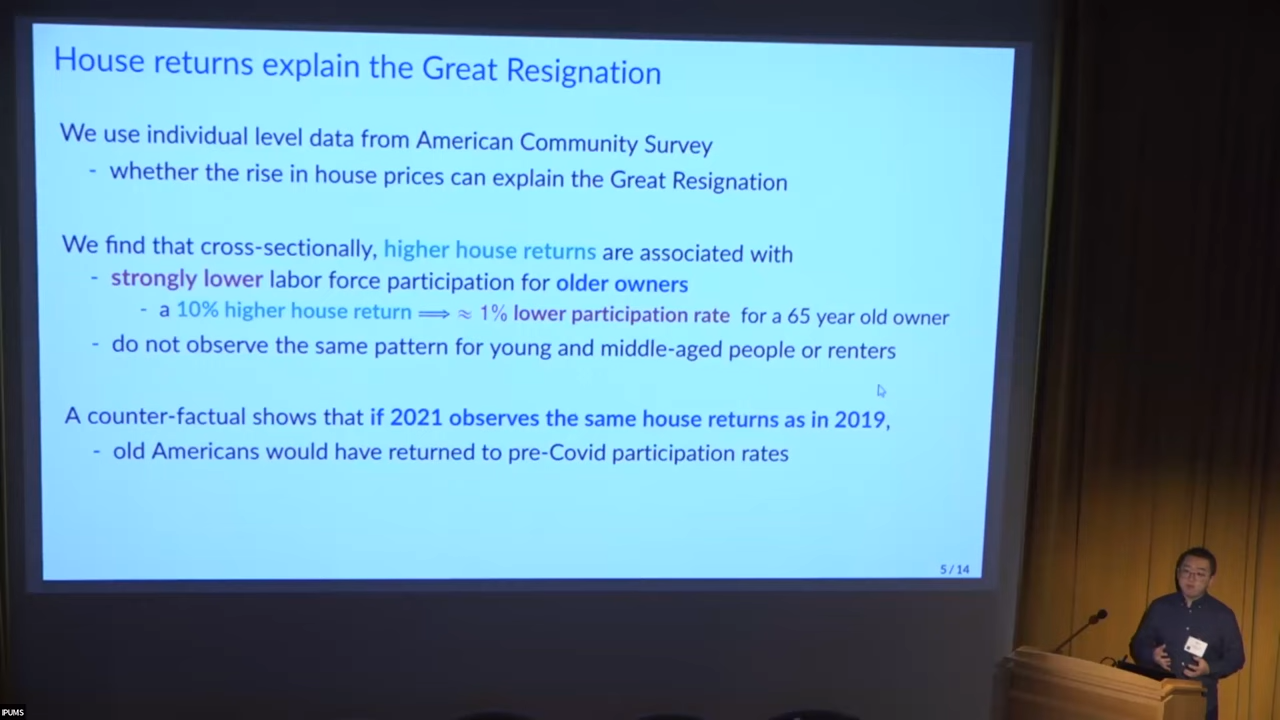 House returns explain the Great Resignation
We use individual level data from American Community Survey
- whether the rise in house prices can explain the Great Resignation
We find that cross-sectionally, higher house returns are associated with
- strongly lower labor force participation for older owners
- a 10% higher house return ⟹ ≈ 1% lower participation rate for a 65 year old owner
- do not observe the same pattern for young and middle-aged people or renters
A counter-factual shows that if 2021 observes the same house returns as in 2019,
- old Americans would have returned to pre-Covid participation rates
5 / 14
IPUMS